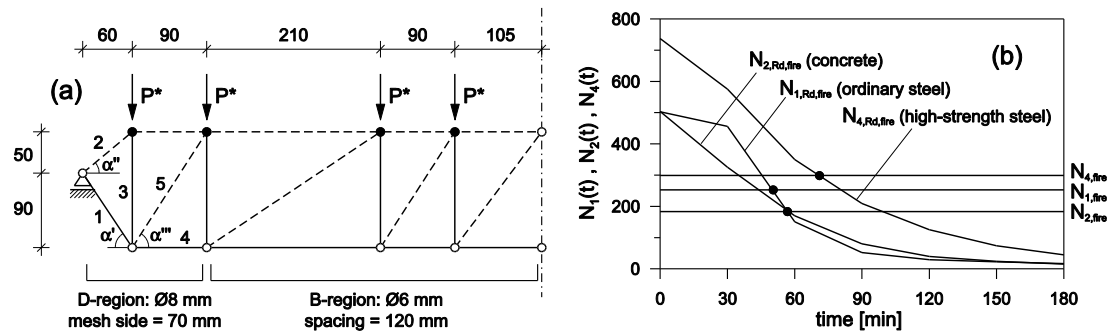 60 90 210 90 105
(a)
P* P* P* P*
50
90
2
α''
3
5
1
α'
α'''
4
D-region: Ø8 mm
mesh side = 70 mm
B-region: Ø6 mm
spacing = 120 mm
(b)
N1(t) , N2(t) , N4(t)
800
600
400
200
0
N2,Rd,fire (concrete)
N1,Rd,fire (ordinary steel)
N4,Rd,fire (high-strength steel)
N4,fire
N1,fire
N2,fire
0 30 60 90 120 150 180
time [min]